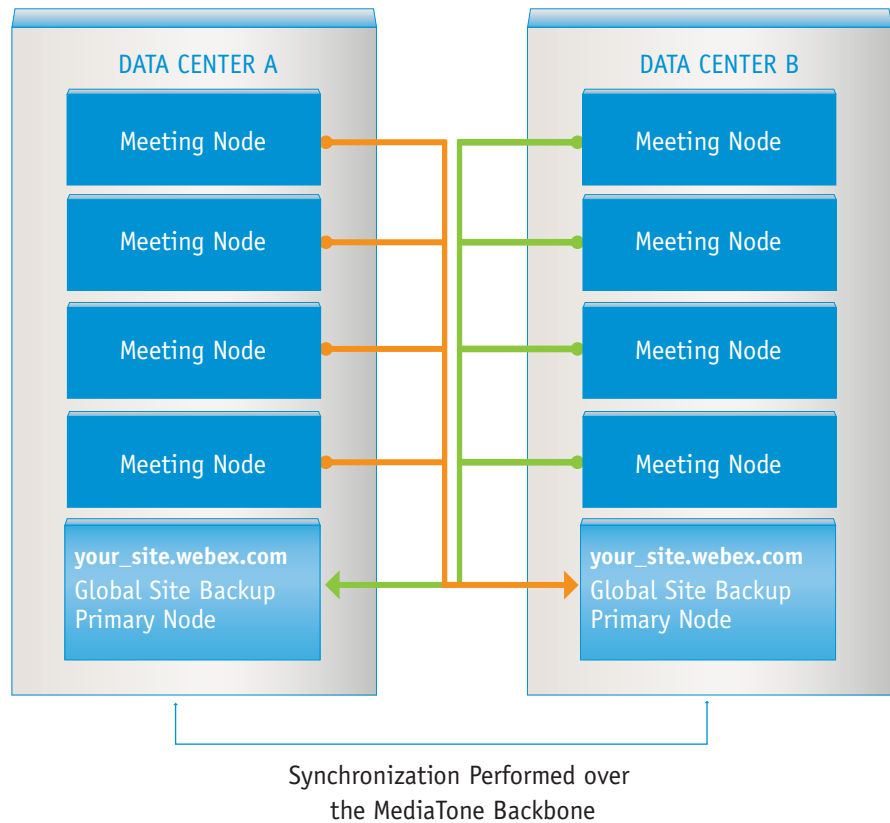 DATA CENTER A
Meeting Node
Meeting Node
Meeting Node
Meeting Node
your_site.webex.com
Global Site Backup
Primary Node
DATA CENTER B
Meeting Node
Meeting Node
Meeting Node
Meeting Node
your_site.webex.com
Global Site Backup
Primary Node
Synchronization Performed over
the MediaTone Backbone